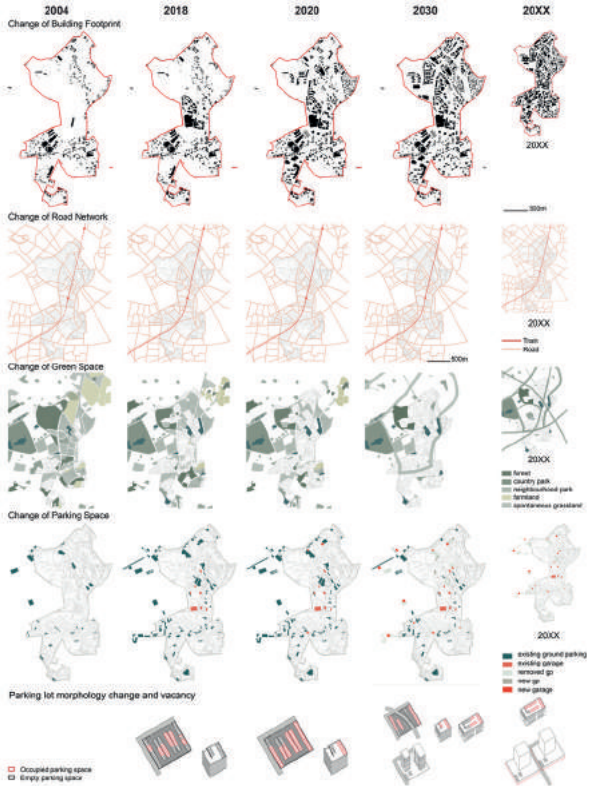 2004 2018 2020 2030 20XX
Change of Building Footprint
20XX
500m
Change of Road Network
20XX
Train
Road
500m
Change of Green Space
20XX
forest
country park
neighbourhood park
farmland
spontaneous grassland
Change of Parking Space
20XX
existing ground parking
existing garage
removed gp
new gp
new garage
Parking lot morphology change and vacancy
Occupied parking space
Empty parking space